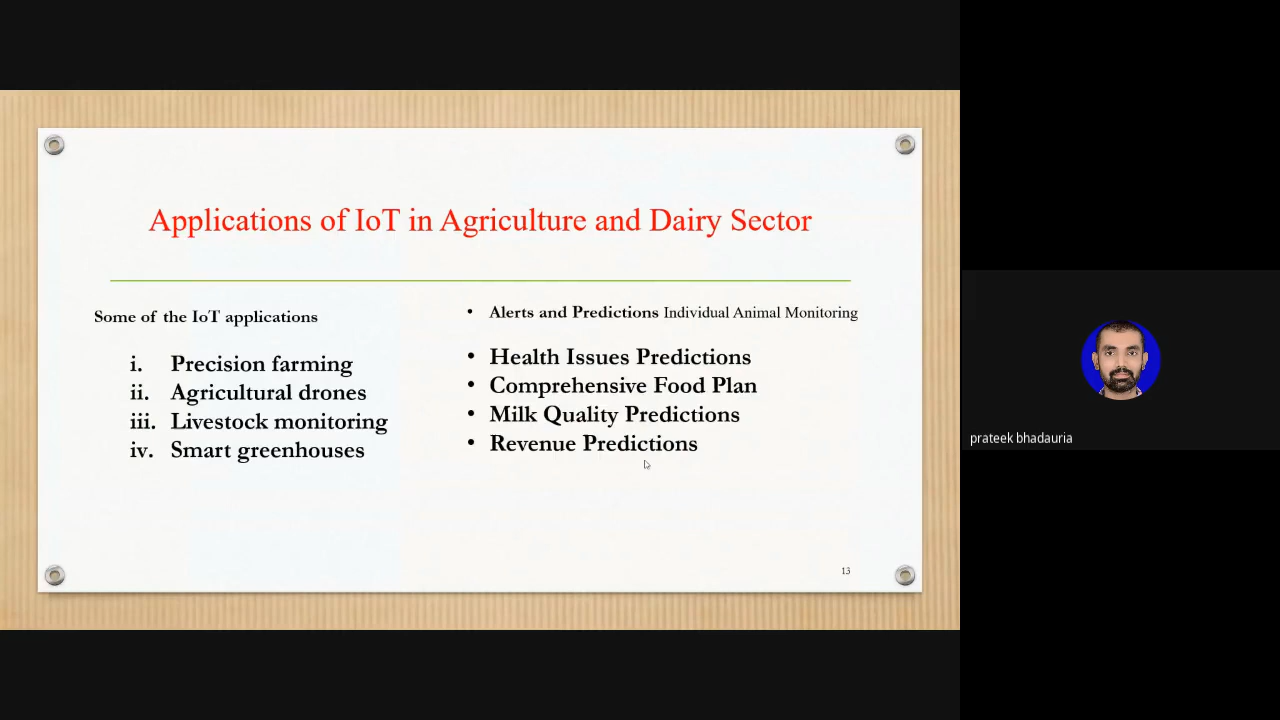 Applications of IoT in Agriculture and Dairy Sector
Some of the IoT applications
i. Precision farming
ii. Agricultural drones
iii. Livestock monitoring
iv. Smart greenhouses
• Alerts and Predictions Individual Animal Monitoring
• Health Issues Predictions
• Comprehensive Food Plan
• Milk Quality Predictions
• Revenue Predictions
13
prateek bhadauria